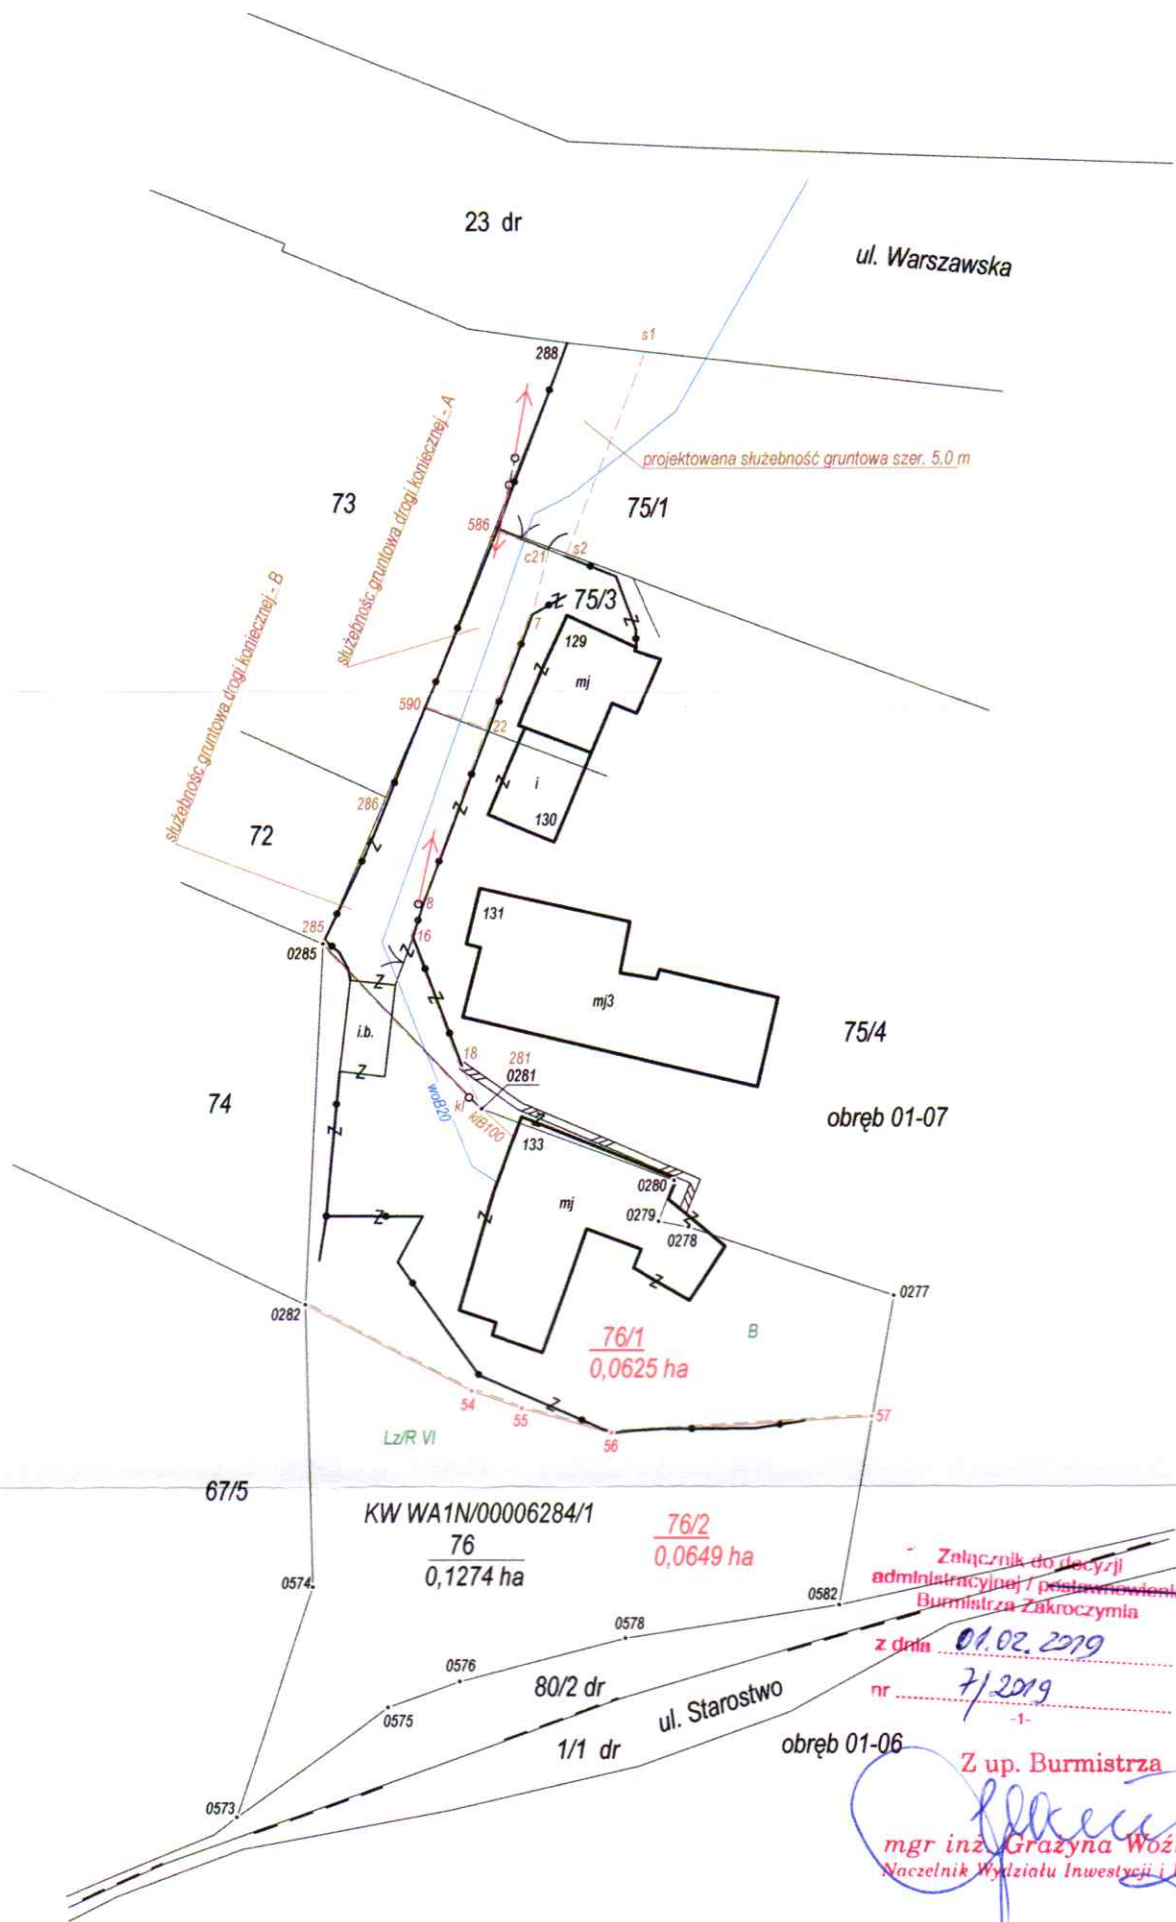 23 dr
ul. Warszawska
288
s1
służebność gruntowa drogi koniecznej - A
projektowana służebność gruntowa szer. 5,0 m
73
75/1
586
c21
s2
służebność gruntowa drogi koniecznej - B
75/3
129
mj
590
22
i
286
130
72
8
131
285
16
0285
mj3
i.b.
75/4
18
281
0281
74
woB20
kl
klB100
obręb 01-07
133
0280
mj
0279
0278
0277
0282
76/1
0,0625 ha
B
54
55
57
56
Lz/R VI
67/5
KW WA1N/00006284/1
76
0,1274 ha
76/2
0,0649 ha
0574
0582
Załącznik do decyzji
administracyjnej / postanowienia
Burmistrza Zakroczymia
z dnia 01.02.2019
nr 7/2019
-1-
0578
0576
80/2 dr
0575
ul. Starostwo
1/1 dr
obręb 01-06
0573
Z up. Burmistrza
mgr inż. Grażyna
Naczelnik Wydziału Inwestycji i